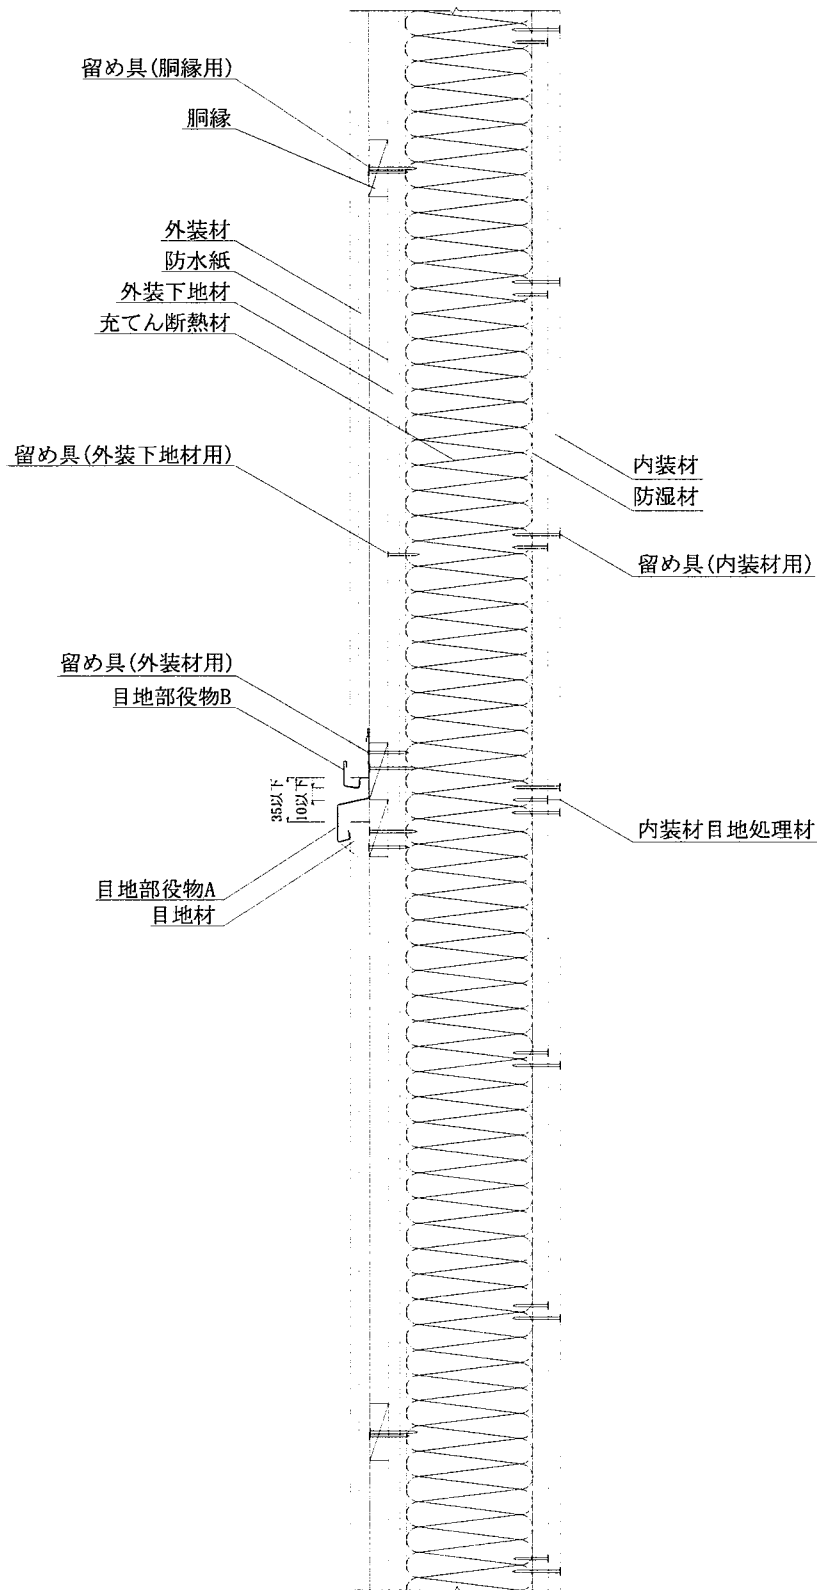 留め具(胴縁用)
胴縁
外装材
防水紙
外装下地材
充てん断熱材
留め具(外装下地材用)
内装材
防湿材
留め具(内装材用)
留め具(外装材用)
目地部役物B
35以下
10以下
内装材目地処理材
目地部役物A
目地材